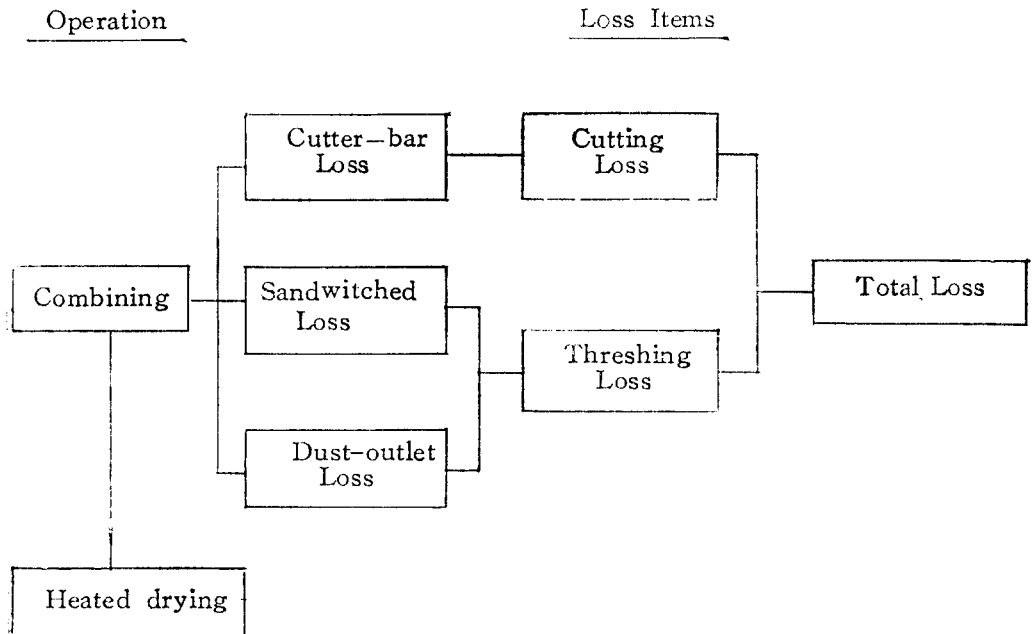 Operation
Loss Items
Cutter-bar
Loss
Cutting
Loss
Combining
Sandwitched
Loss
Total Loss
Threshing
Loss
Dust-outlet
Loss
Heated drying